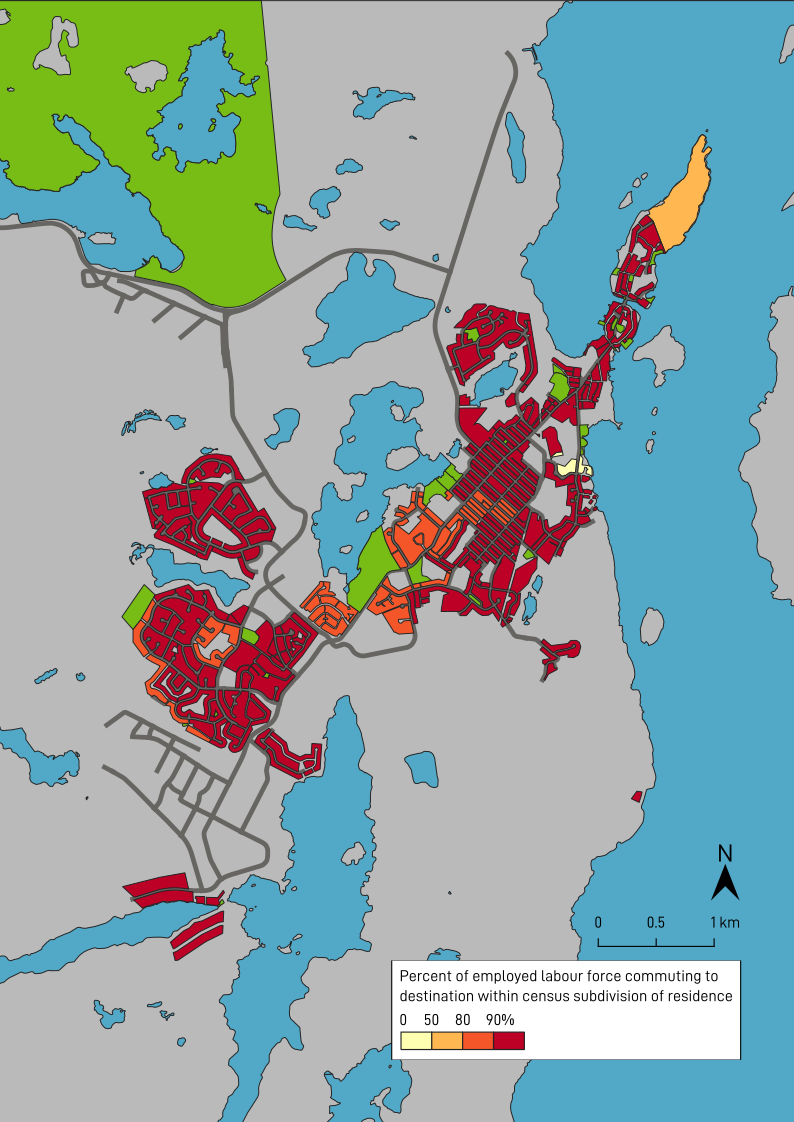 N
0 0.5 1 km
Percent of employed labour force commuting to
destination within census subdivision of residence
0 50 80 90%